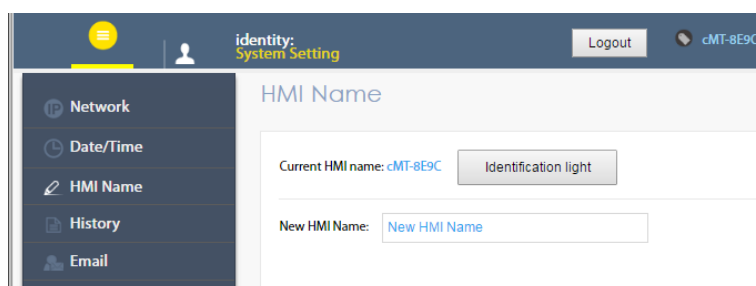 identity:
System Setting
Logout
cMT-8E9C
IP
Network
Date/Time
HMI Name
History
Email
HMI Name
Current HMI name: cMT-8E9C
Identification light
New HMI Name:
New HMI Name